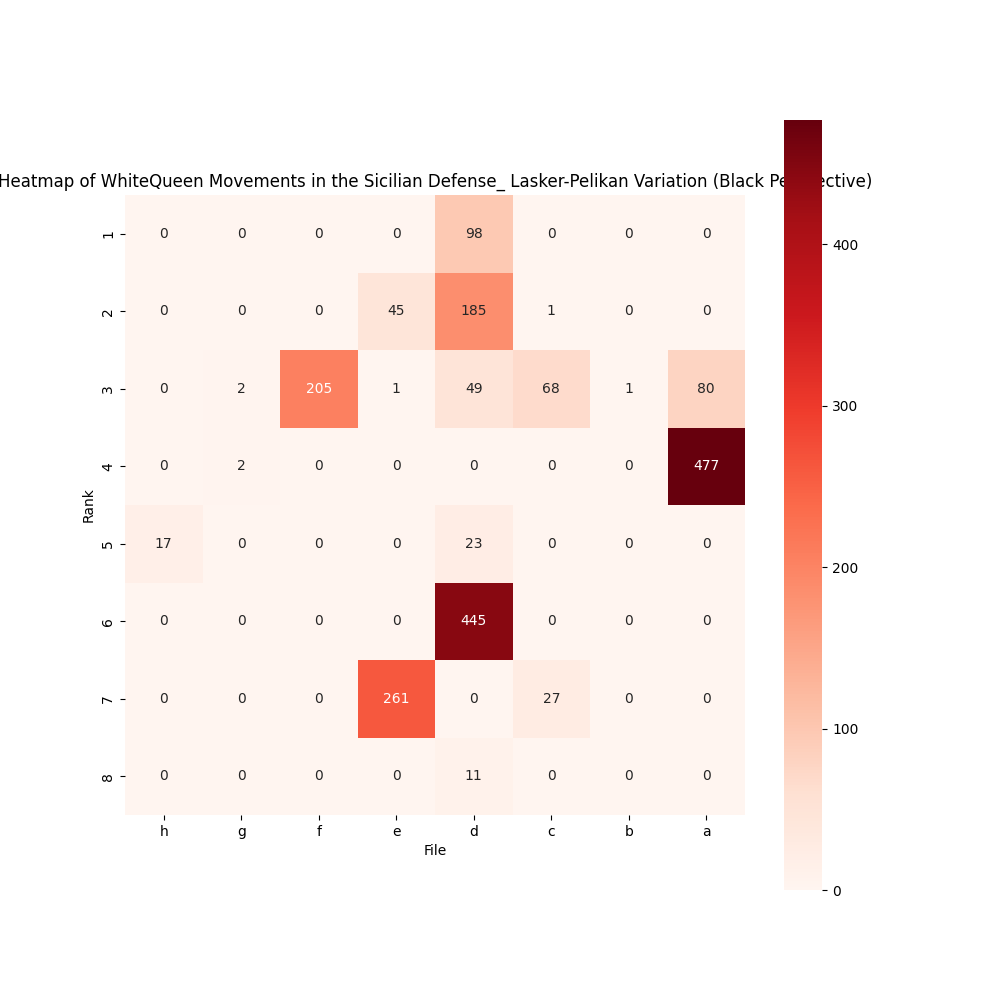 Heatmap of WhiteQueen Movements in the Sicilian Defense_ Lasker-Pelikan Variation (Black Perspective)
1 0 0 0 0 98 0 0 0
2 0 0 0 45 185 1 0 0
3 0 2 205 1 49 68 1 80
4 0 2 0 0 0 0 0 477
5 17 0 0 0 23 0 0 0
6 0 0 0 0 445 0 0 0
7 0 0 0 261 0 27 0 0
8 0 0 0 0 11 0 0 0
Rank
h g f e d c b a
File
400
300
200
100
0